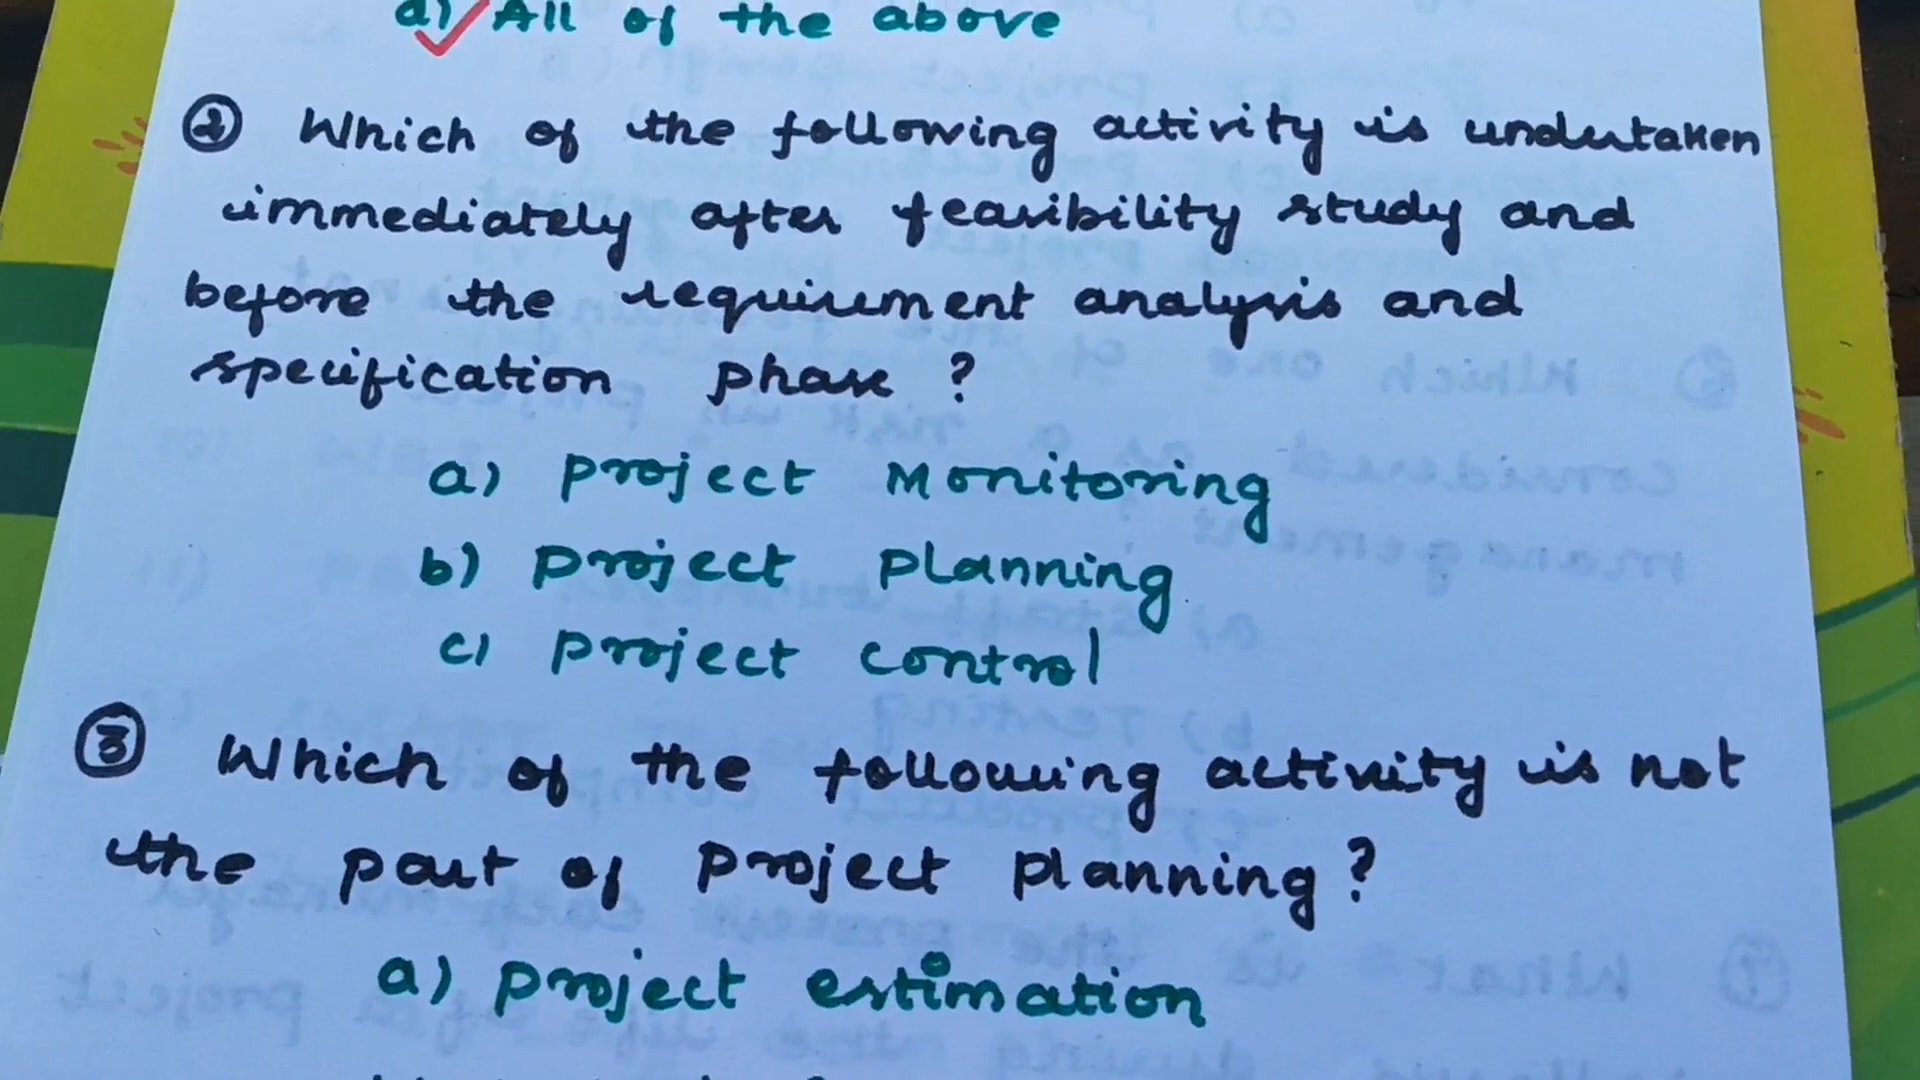 d) All of the above
② Which of the following activity is undertaken
immediately after feasibility study and
before the requirement analysis and
specification phase ?
a) Project Monitoring
b) Project Planning
c) Project control
③ Which of the following activity is not
the part of Project Planning ?
a) Project estimation